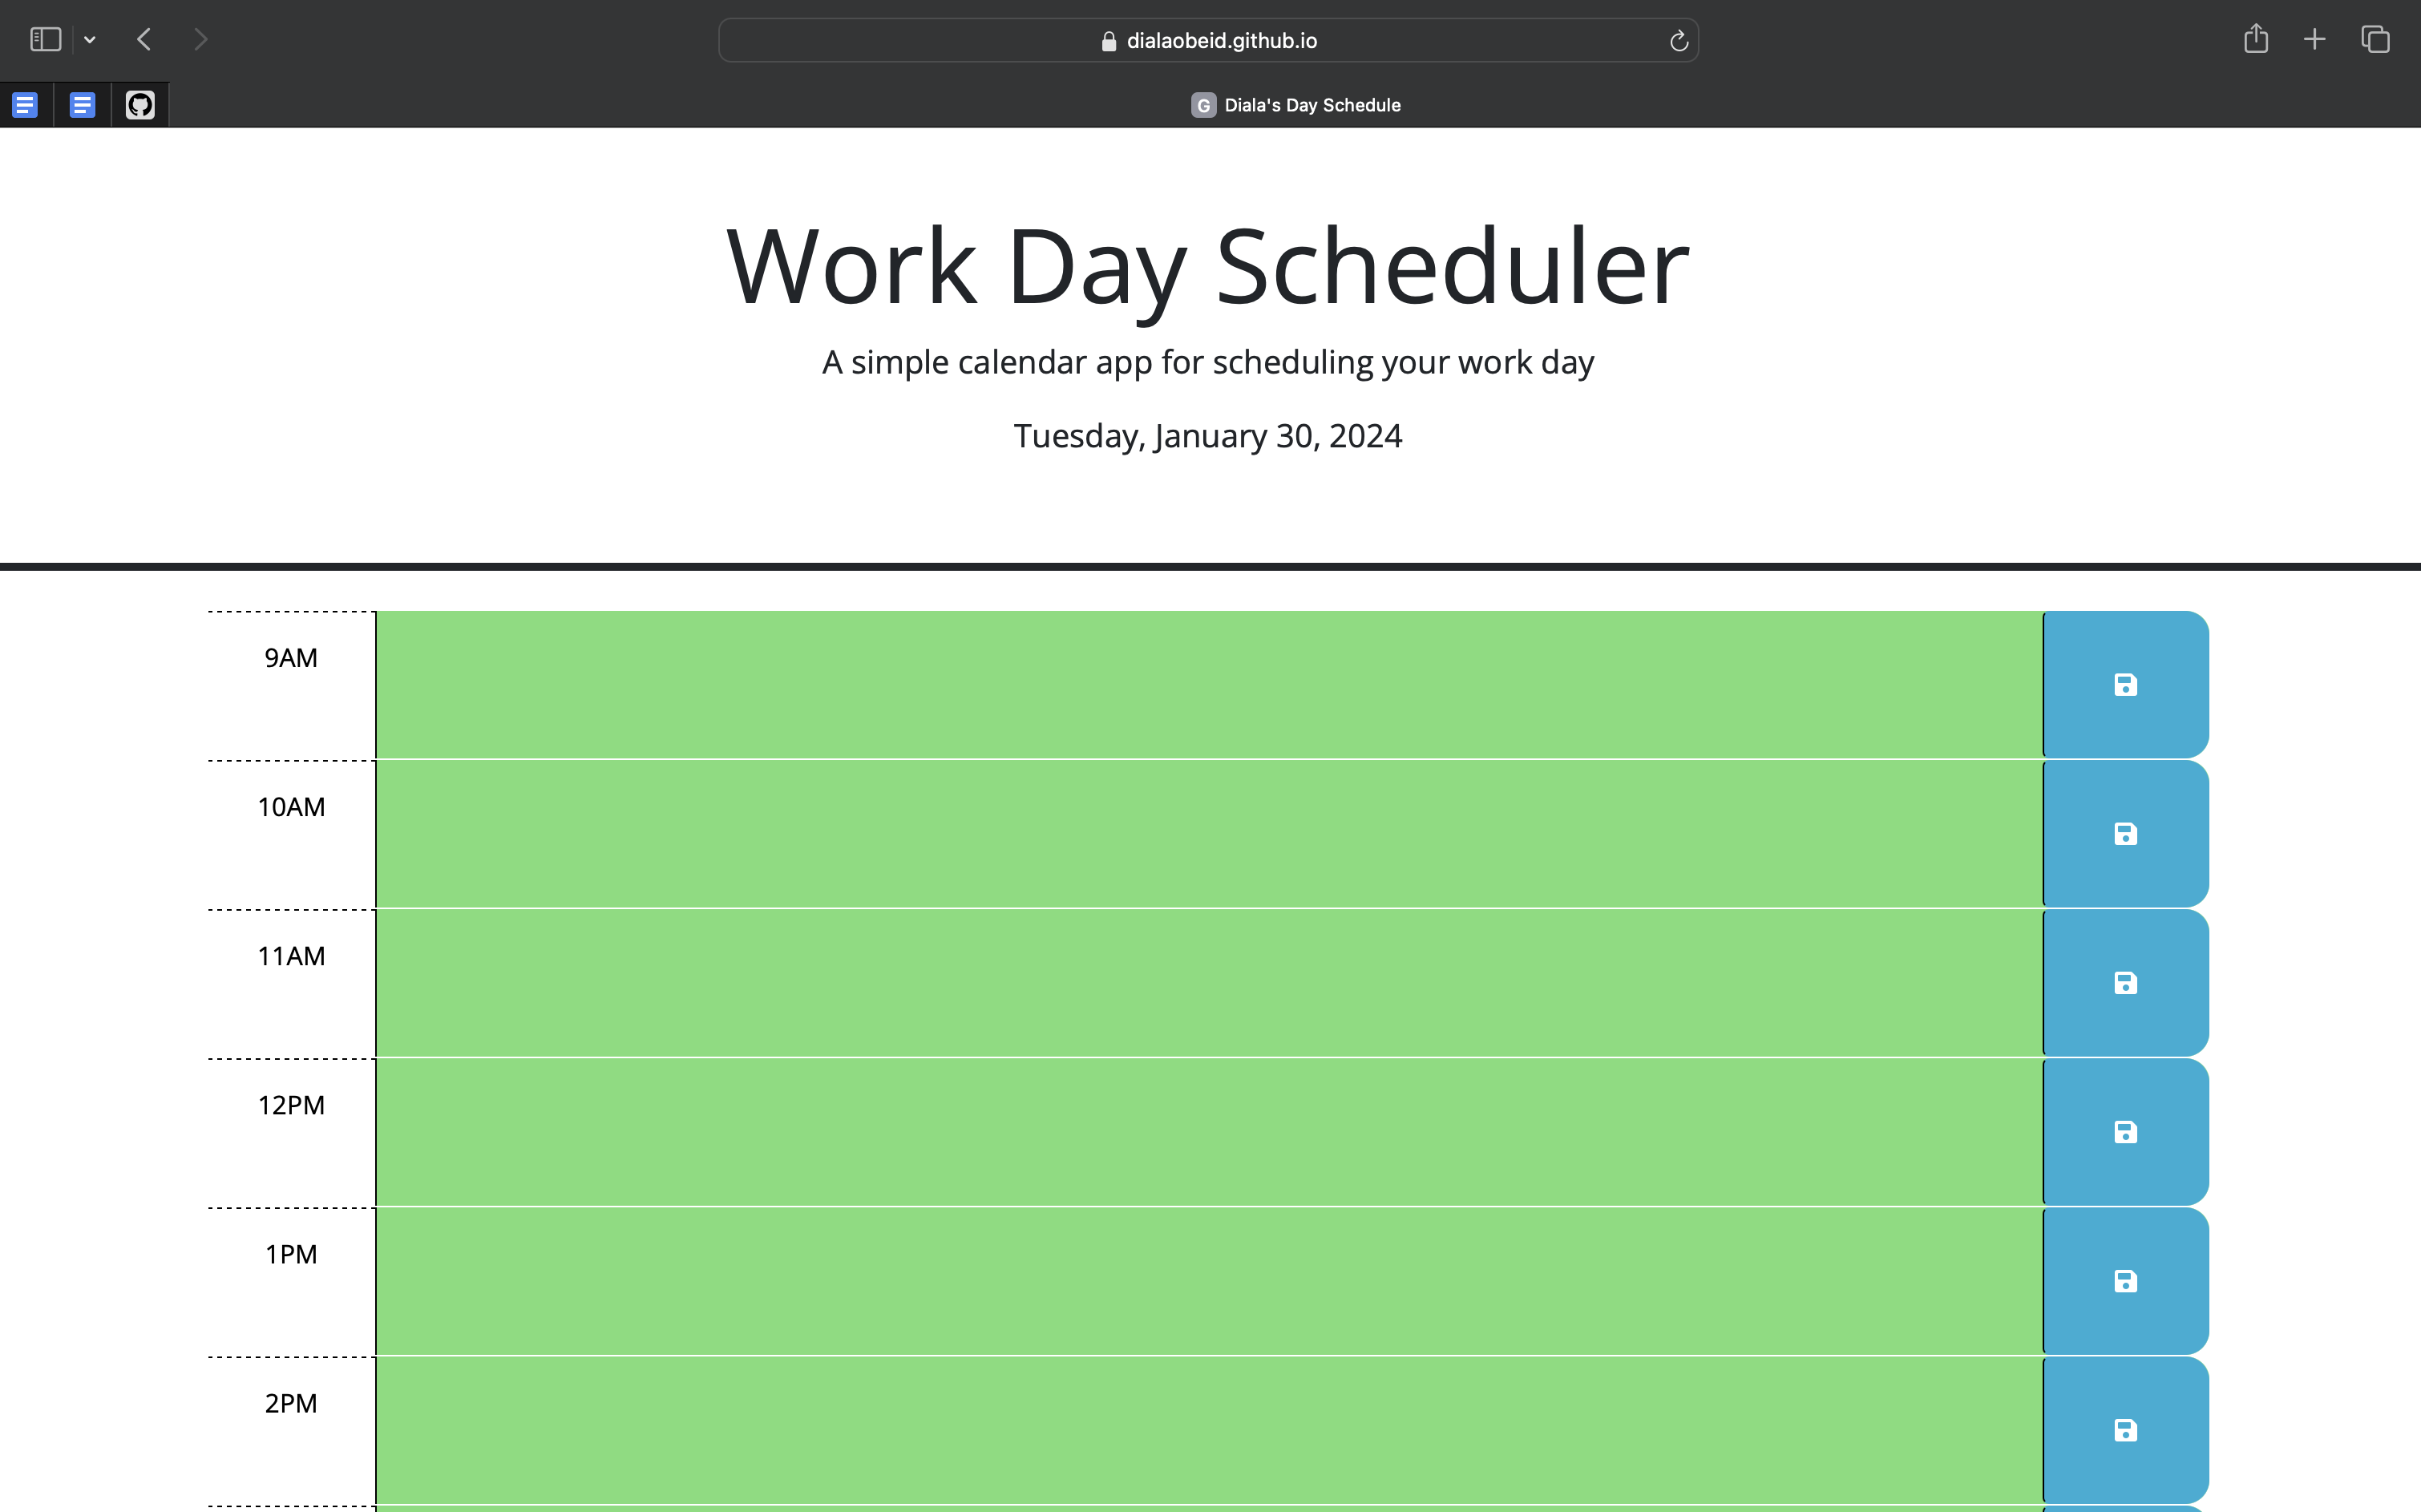 dialaobeid.github.io
G Diala's Day Schedule
Work Day Scheduler
A simple calendar app for scheduling your work day
Tuesday, January 30, 2024
9AM
10AM
11AM
12PM
1PM
2PM